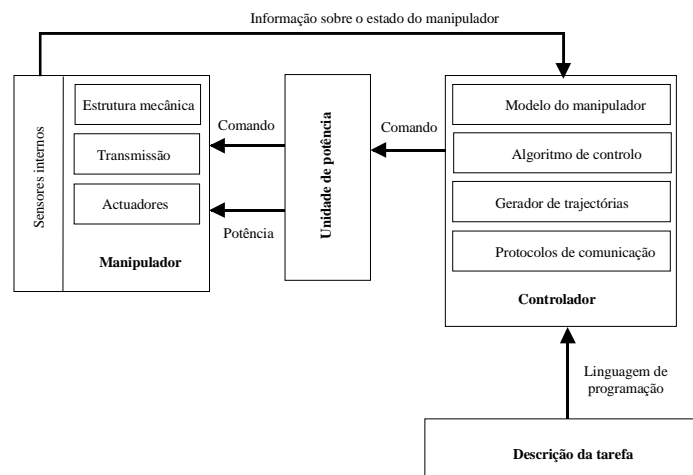 Informação sobre o estado do manipulador
Sensores internos
Estrutura mecânica
Transmissão
Actuadores
Manipulador
Comando
Potência
Unidade de potência
Comando
Modelo do manipulador
Algoritmo de controlo
Gerador de trajectórias
Protocolos de comunicação
Controlador
Linguagem de
programação
Descrição da tarefa